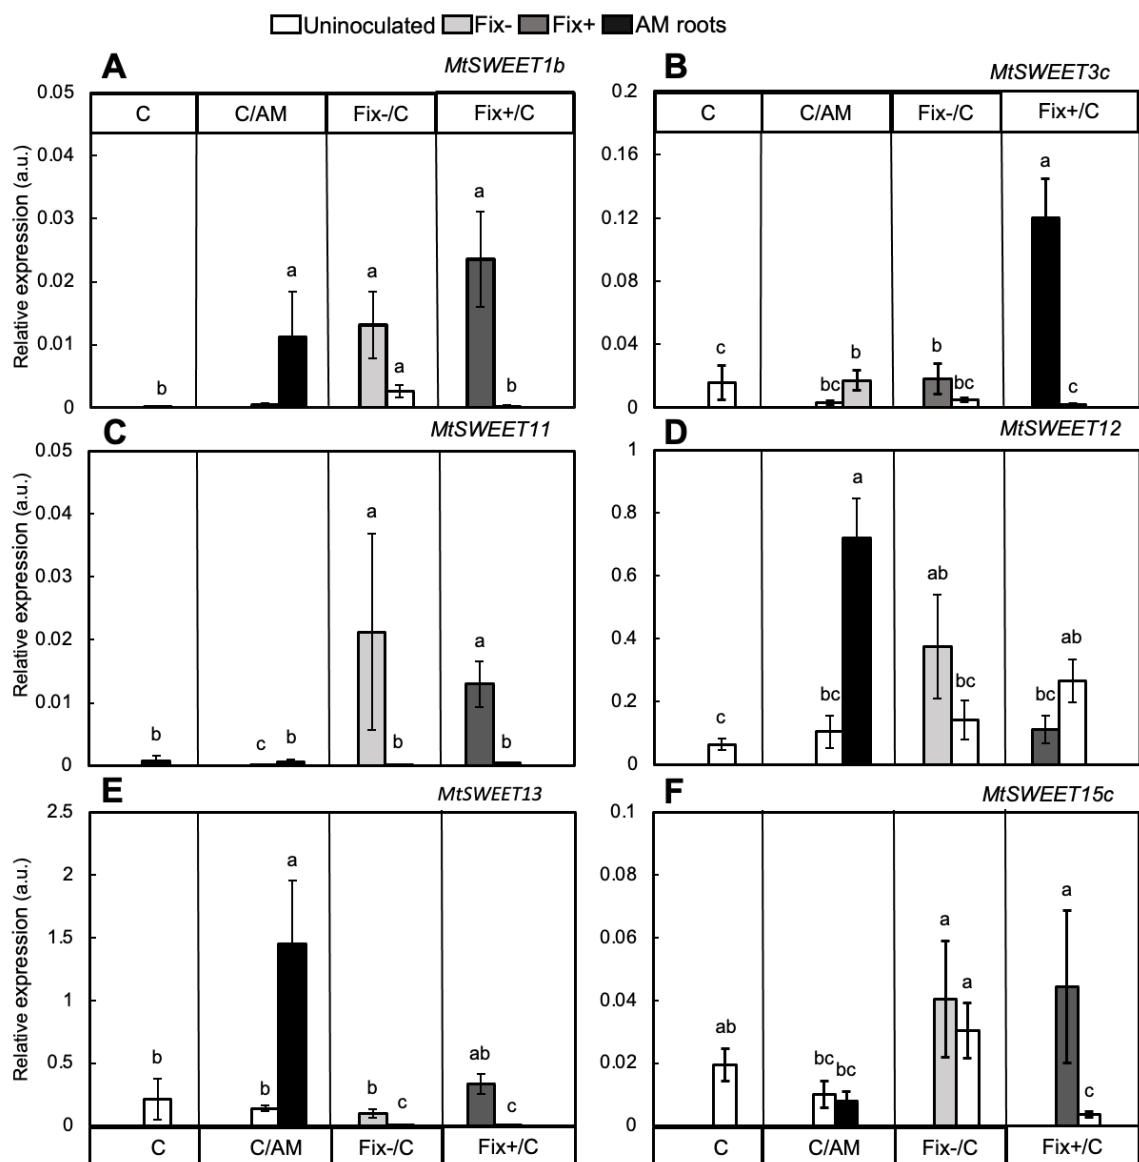 Uninoculated Fix- Fix+ AM roots
A MtSWEET1b
Relative expression (a.u.)
0.05
0.04
0.03
0.02
0.01
0
C C/AM Fix-/C Fix+/C
b a a a a b
B MtSWEET3c
0.2
0.16
0.12
0.08
0.04
0
C C/AM Fix-/C Fix+/C
c bc b b bc a c
C MtSWEET11
Relative expression (a.u.)
0.05
0.04
0.03
0.02
0.01
0
b c b a b a b
D MtSWEET12
1
0.8
0.6
0.4
0.2
0
c bc a ab bc bc ab
E MtSWEET13
Relative expression (a.u.)
2.5
2
1.5
1
0.5
0
b b a b c ab c
C C/AM Fix-/C Fix+/C
F MtSWEET15c
0.1
0.08
0.06
0.04
0.02
0
ab bc bc a a a c
C C/AM Fix-/C Fix+/C